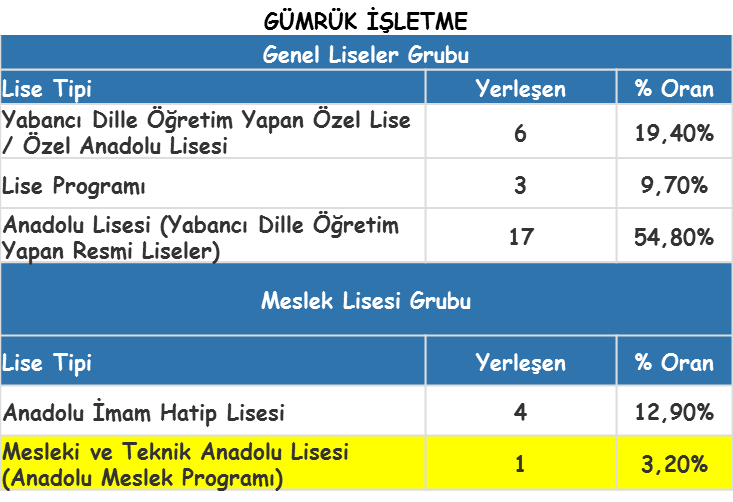 GÜMRÜK İŞLETME
Genel Liseler Grubu
Lise Tipi Yerleşen % Oran
Yabancı Dille Öğretim Yapan Özel Lise
/ Özel Anadolu Lisesi 6 19,40%
Lise Programı 3 9,70%
Anadolu Lisesi (Yabancı Dille Öğretim
Yapan Resmi Liseler) 17 54,80%
Meslek Lisesi Grubu
Lise Tipi Yerleşen % Oran
Anadolu İmam Hatip Lisesi 4 12,90%
Mesleki ve Teknik Anadolu Lisesi
(Anadolu Meslek Programı) 1 3,20%